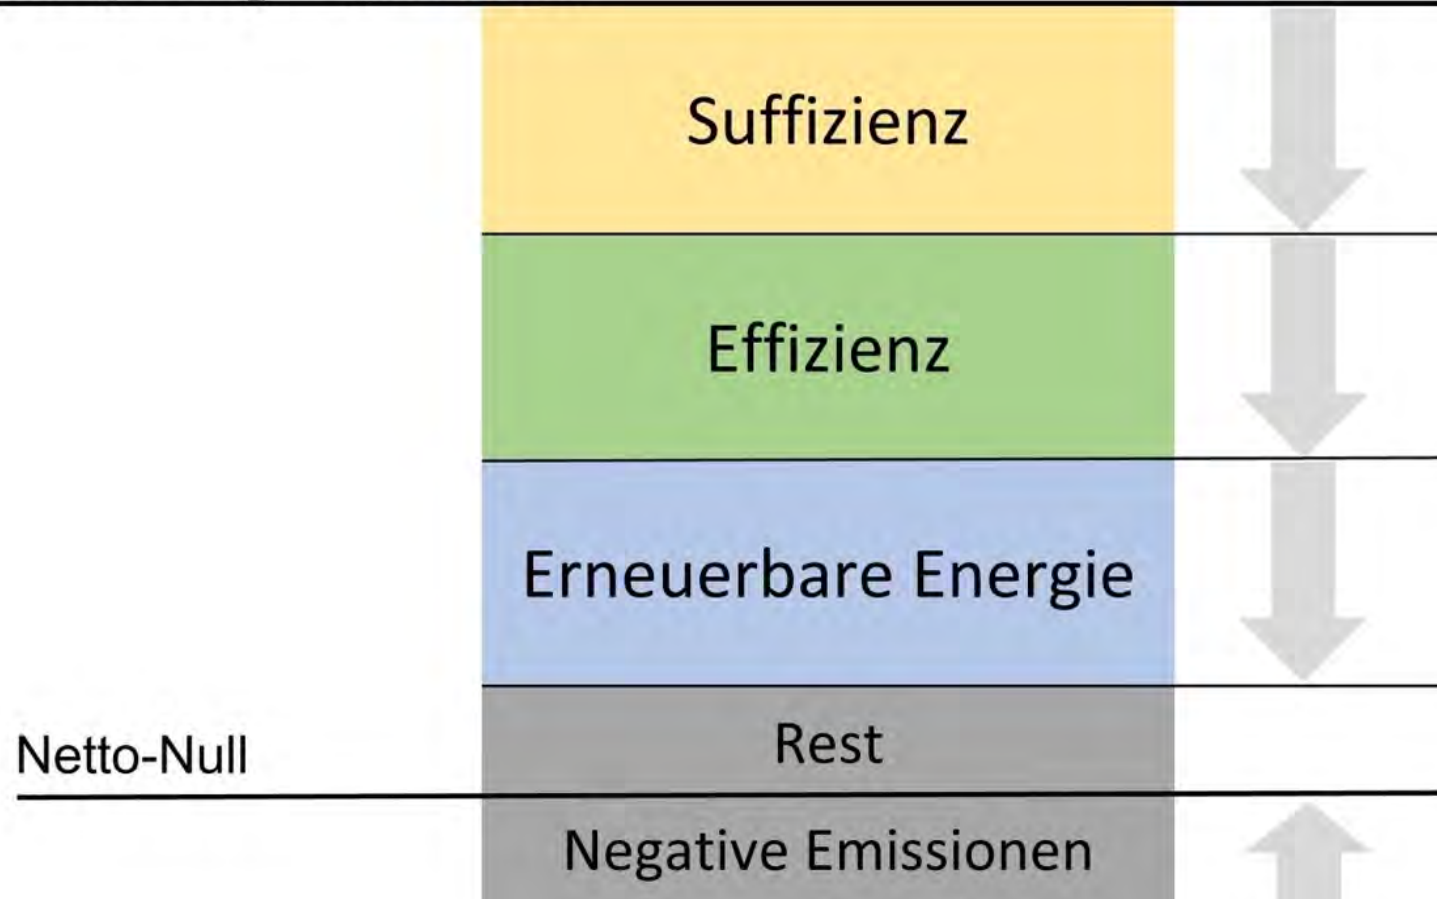 Suffizienz
Effizienz
Erneuerbare Energie
Rest
Netto-Null
Negative Emissionen